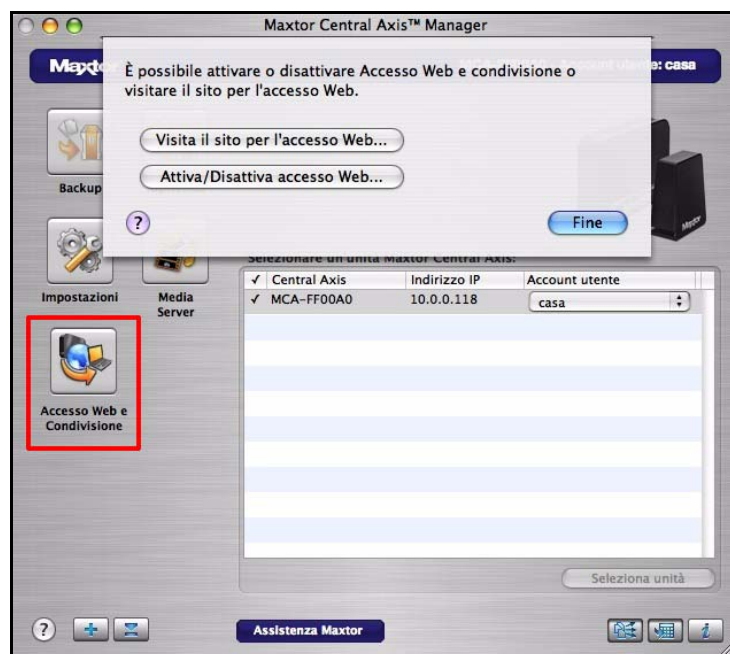 Maxtor Central Axis™ Manager
Maxtor
e: casa
È possibile attivare o disattivare Accesso Web e condivisione o
visitare il sito per l'accesso Web.
Visita il sito per l'accesso Web...
Attiva/Disattiva accesso Web...
?
Fine
Backup
Maxtor
Selezionare un'unità Maxtor Central Axis:
✓ Central Axis Indirizzo IP Account utente
✓ MCA-FF00A0 10.0.0.118 casa
Impostazioni
Media
Server
Accesso Web e
Condivisione
Seleziona unità
?
Assistenza Maxtor
i